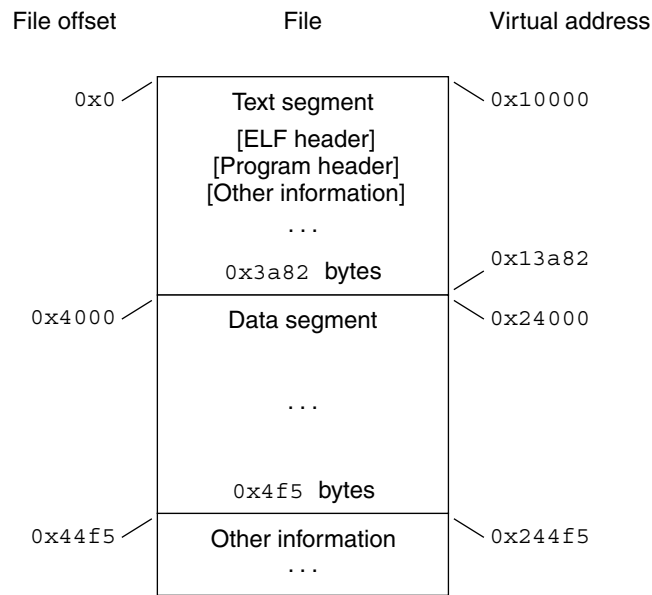 File offset File Virtual address
0x0 Text segment 0x10000
[ELF header]
[Program header]
[Other information]
...
0x13a82
0x3a82 bytes
0x4000 Data segment 0x24000
...
0x4f5 bytes
0x44f5 Other information 0x244f5
...